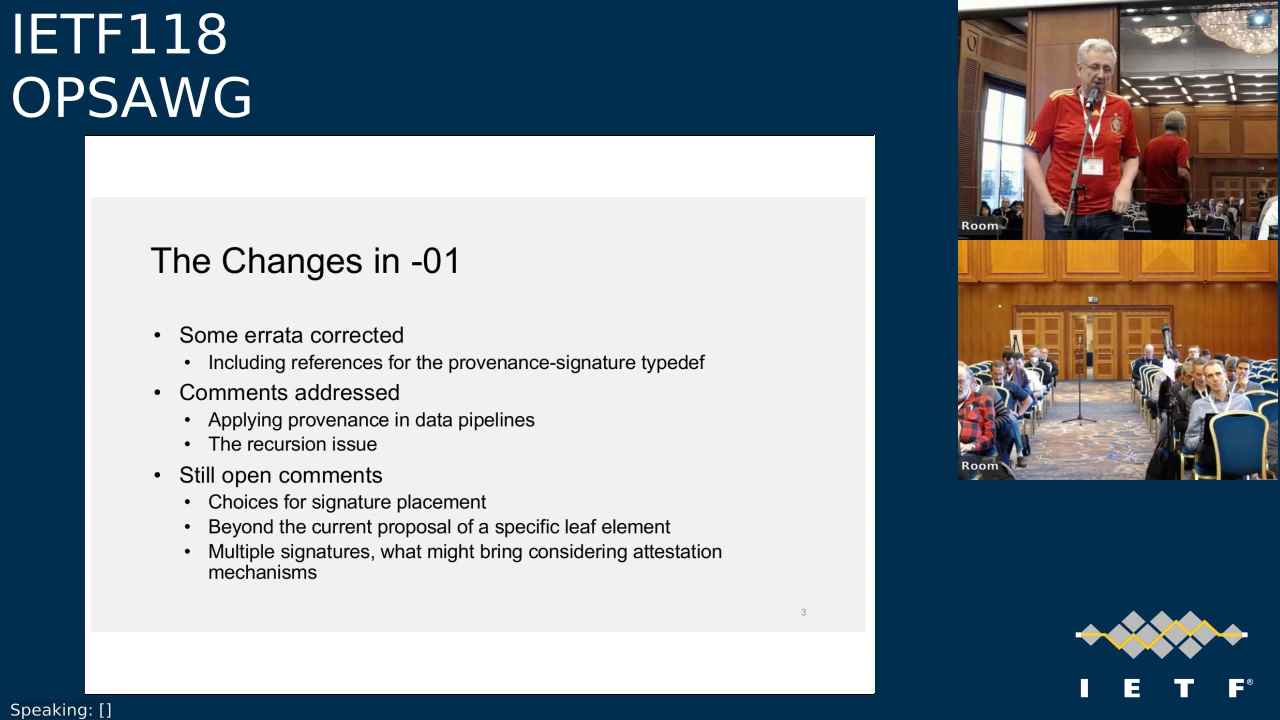 IETF118
OPSAWG
The Changes in -01
• Some errata corrected
• Including references for the provenance-signature typedef
• Comments addressed
• Applying provenance in data pipelines
• The recursion issue
• Still open comments
• Choices for signature placement
• Beyond the current proposal of a specific leaf element
• Multiple signatures, what might bring considering attestation
mechanisms
3
Room
Room
I E T F®
Speaking: []